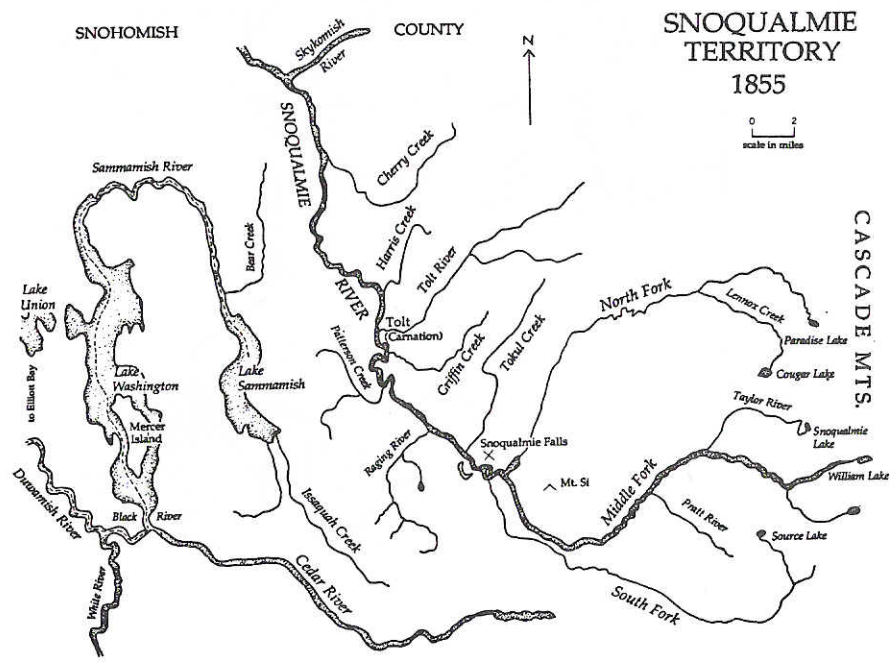 SNOHOMISH
COUNTY
SNOQUALMIE
TERRITORY
1855
N
0 2
scale in miles
Skykomish
River
SNOQUALMIE
RIVER
Cherry Creek
Sammamish River
Bear Creek
Harris Creek
Tolt River
CASCADE MTS.
Lake
Union
North Fork
Lennox Creek
Tolt
(Carnation)
Patterson Creek
Griffin Creek
Tokul Creek
Paradise Lake
Cougar Lake
to Elliott Bay
Lake
Washington
Lake
Sammamish
Mercer
Island
Taylor River
Snoqualmie
Lake
Snoqualmie Falls
Raging River
Mt. Si
William Lake
Middle Fork
Duwamish River
Black River
Issaquah Creek
Pratt River
Source Lake
White River
Cedar River
South Fork